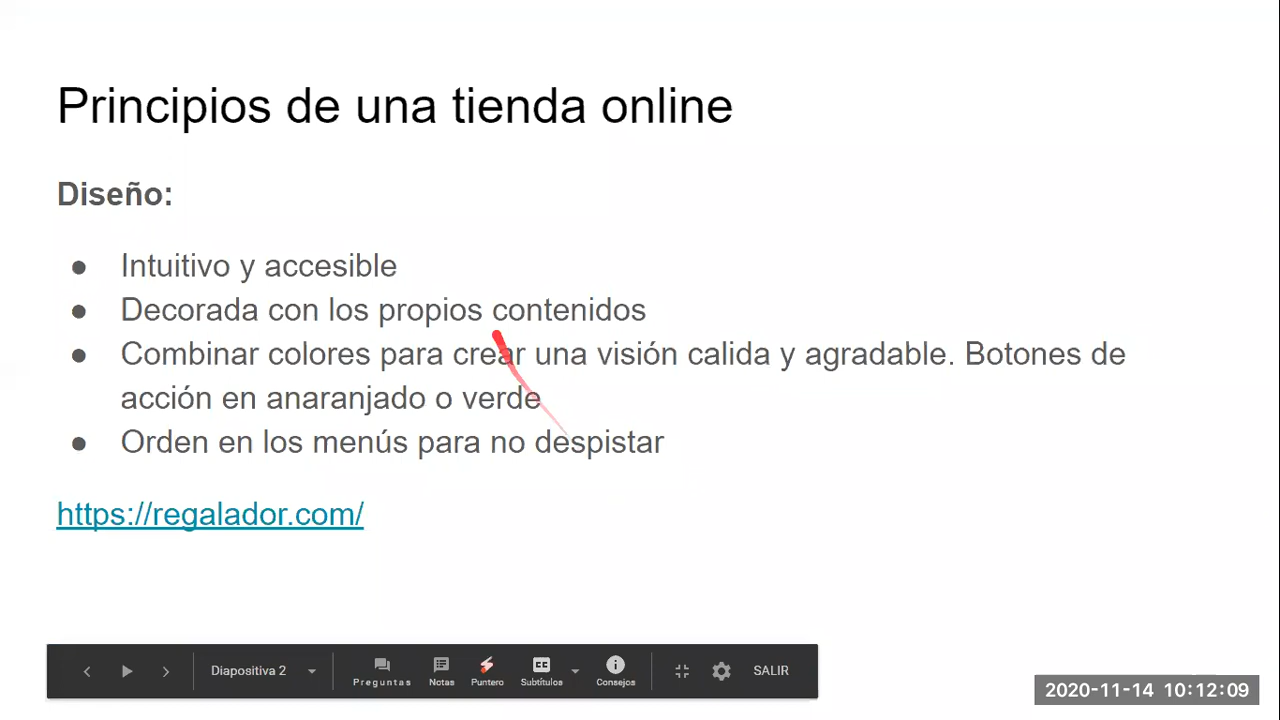 Principios de una tienda online
Diseño:
● Intuitivo y accesible
● Decorada con los propios contenidos
● Combinar colores para crear una visión calida y agradable. Botones de
acción en anaranjado o verde
● Orden en los menús para no despistar
https://regalador.com/
Diapositiva 2
Preguntas
Notas
Puntero
CC
Subtítulos
Consejos
SALIR
2020-11-14 10:12:09